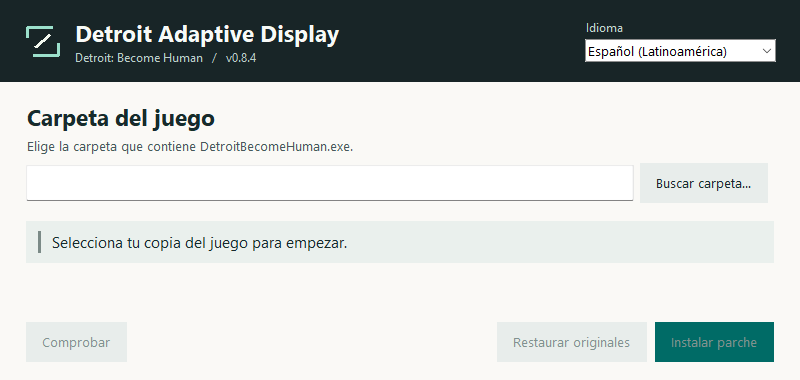 Detroit Adaptive Display
Detroit: Become Human / v0.8.4
Idioma
Español (Latinoamérica)
Carpeta del juego
Elige la carpeta que contiene DetroitBecomeHuman.exe.
Buscar carpeta...
Selecciona tu copia del juego para empezar.
Comprobar
Restaurar originales
Instalar parche